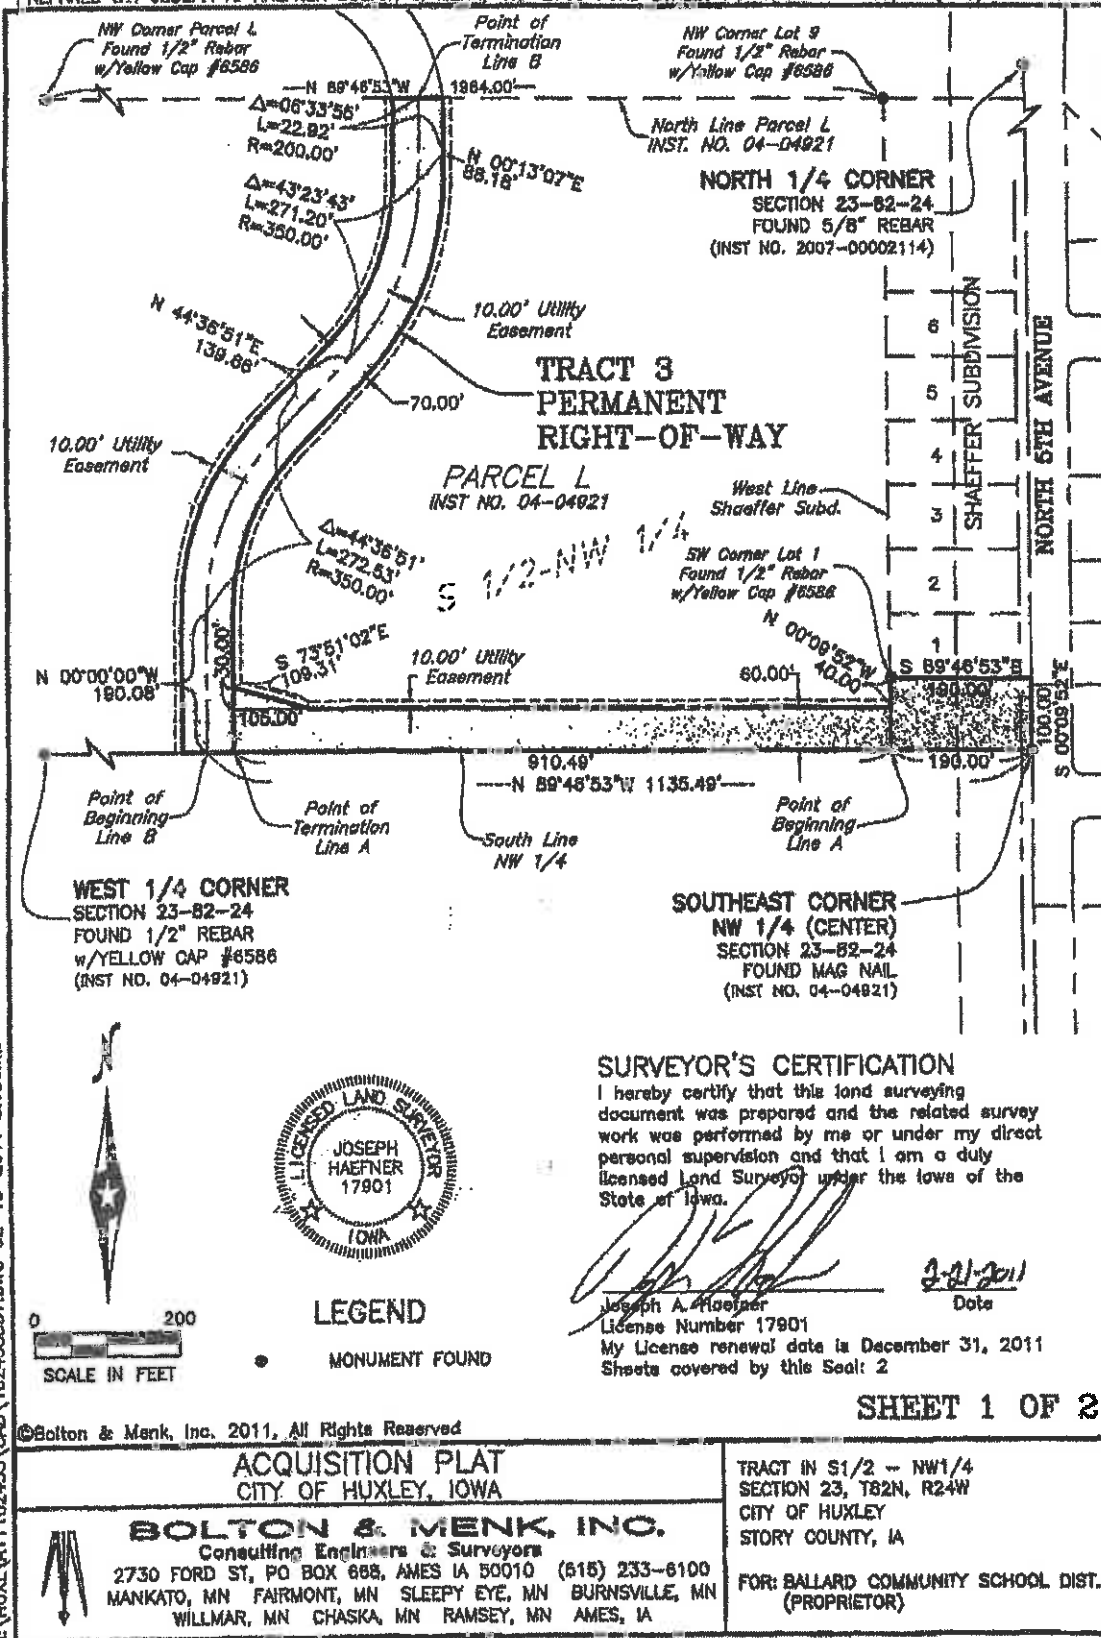 NW Corner Parcel L
Found 1/2" Rebar
w/Yellow Cap #6586
Point of
Termination
Line B
NW Corner Lot 9
Found 1/2" Rebar
w/Yellow Cap #6586
N 89°46'53"W 1964.00'
Δ=06°33'56"
L=22.92'
R=200.00'
North Line Parcel L
INST. NO. 04-04921
N 00°13'07"E
88.18'
NORTH 1/4 CORNER
SECTION 23-82-24
FOUND 5/8" REBAR
(INST NO. 2007-00002114)
Δ=43°23'43"
L=271.20'
R=350.00'
N 44°36'51"E
139.86'
10.00' Utility
Easement
TRACT 3
PERMANENT
RIGHT-OF-WAY
70.00'
10.00' Utility
Easement
PARCEL L
INST NO. 04-04921
West Line
Shaeffer Subd.
6
5
4
3
2
1
SHAEFFER SUBDIVISION
NORTH 5TH AVENUE
Δ=44°36'51"
L=272.53'
R=350.00'
S 1/2-NW 1/4
SW Corner Lot 1
Found 1/2" Rebar
w/Yellow Cap #6586
N 00°09'52"W
40.00'
S 89°46'53"E
190.00'
N 00°00'00"W
190.08'
30.00'
S 73°51'02"E
109.31'
10.00' Utility
Easement
60.00'
105.00'
100.00'
S 00°09'52"E
910.49'
190.00'
N 89°48'53"W 1135.49'
Point of
Beginning
Line B
Point of
Termination
Line A
South Line
NW 1/4
Point of
Beginning
Line A
WEST 1/4 CORNER
SECTION 23-82-24
FOUND 1/2" REBAR
w/YELLOW CAP #6586
(INST NO. 04-04921)
SOUTHEAST CORNER
NW 1/4 (CENTER)
SECTION 23-82-24
FOUND MAG NAIL
(INST NO. 04-04921)
N
LICENSED LAND SURVEYOR
JOSEPH
HAEFNER
17901
IOWA
SURVEYOR'S CERTIFICATION
I hereby certify that this land surveying
document was prepared and the related survey
work was performed by me or under my direct
personal supervision and that I am a duly
licensed Land Surveyor under the laws of the
State of Iowa.
2-21-2011
Joseph A. Haefner
Date
License Number 17901
My License renewal date is December 31, 2011
Sheets covered by this Seal: 2
0 200
SCALE IN FEET
LEGEND
MONUMENT FOUND
SHEET 1 OF 2
©Bolton & Menk, Inc. 2011, All Rights Reserved
ACQUISITION PLAT
CITY OF HUXLEY, IOWA
BOLTON & MENK, INC.
Consulting Engineers & Surveyors
2730 FORD ST, PO BOX 668, AMES IA 50010 (515) 233-6100
MANKATO, MN FAIRMONT, MN SLEEPY EYE, MN BURNSVILLE, MN
WILLMAR, MN CHASKA, MN RAMSEY, MN AMES, IA
TRACT IN S1/2 - NW1/4
SECTION 23, T82N, R24W
CITY OF HUXLEY
STORY COUNTY, IA
FOR: BALLARD COMMUNITY SCHOOL DIST.
(PROPRIETOR)